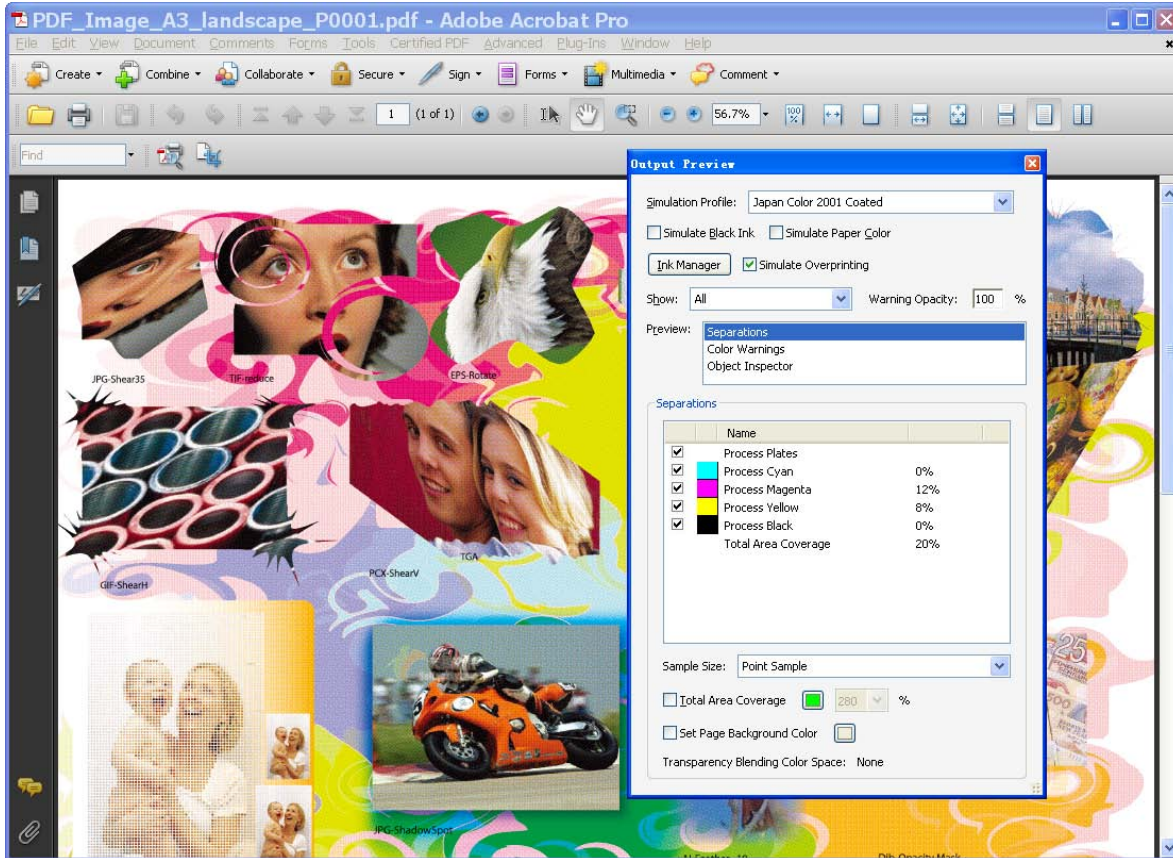 PDF_Image_A3_landscape_P0001.pdf - Adobe Acrobat Pro
File Edit View Document Comments Forms Tools Certified PDF Advanced Plug-Ins Window Help
Create Combine Collaborate Secure Sign Forms Multimedia Comment
1 (1 of 1) 56.7% 100%
Find
Output Preview
Simulation Profile: Japan Color 2001 Coated
Simulate Black Ink Simulate Paper Color
Ink Manager Simulate Overprinting
Show: All Warning Opacity: 100 %
Preview: Separations
Color Warnings
Object Inspector
Separations
Name
Process Plates
Process Cyan 0%
Process Magenta 12%
Process Yellow 8%
Process Black 0%
Total Area Coverage 20%
Sample Size: Point Sample
Total Area Coverage 280 %
Set Page Background Color
Transparency Blending Color Space: None
JPG-Shear35 TIF-reduce EPS-Rotate
GIF-ShearH PCX-ShearV TGA
JPG-ShadowSpot
25
500